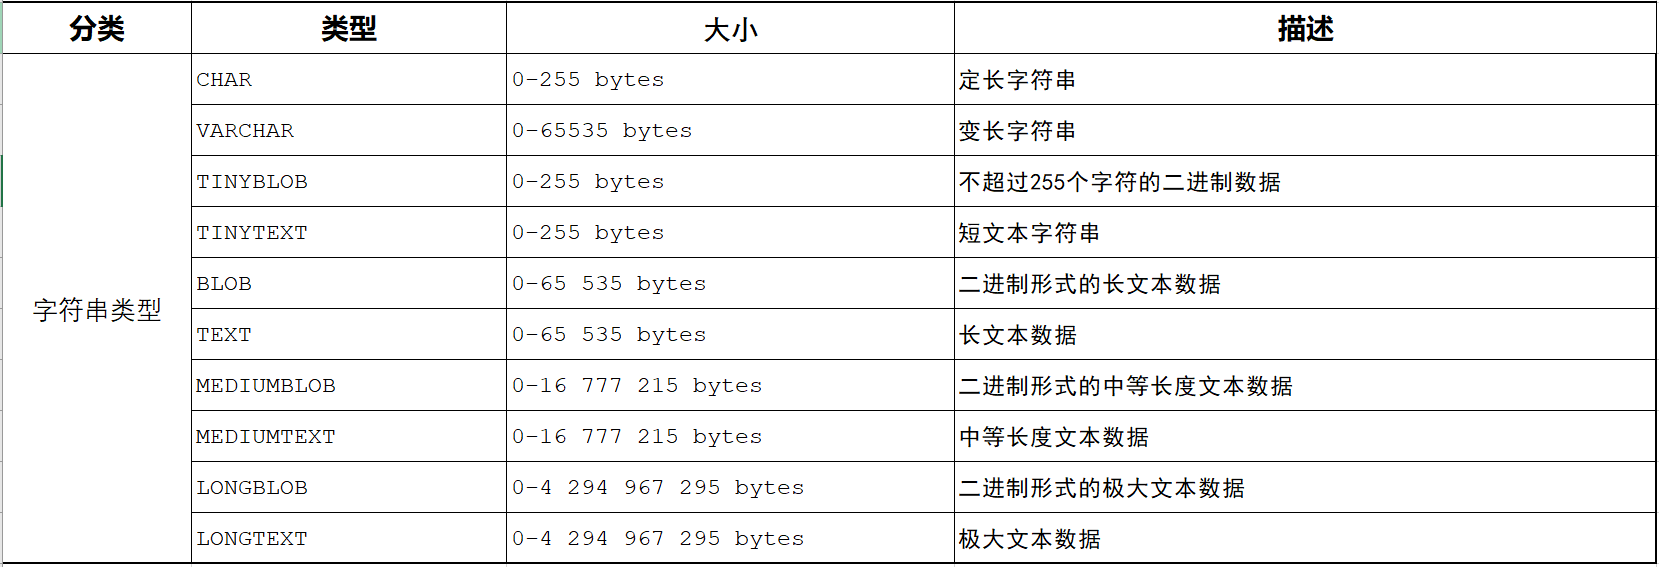 分类 类型 大小 描述
CHAR 0-255 bytes 定长字符串
VARCHAR 0-65535 bytes 变长字符串
TINYBLOB 0-255 bytes 不超过255个字符的二进制数据
TINYTEXT 0-255 bytes 短文本字符串
BLOB 0-65 535 bytes 二进制形式的长文本数据
字符串类型
TEXT 0-65 535 bytes 长文本数据
MEDIUMBLOB 0-16 777 215 bytes 二进制形式的中等长度文本数据
MEDIUMTEXT 0-16 777 215 bytes 中等长度文本数据
LONGBLOB 0-4 294 967 295 bytes 二进制形式的极大文本数据
LONGTEXT 0-4 294 967 295 bytes 极大文本数据